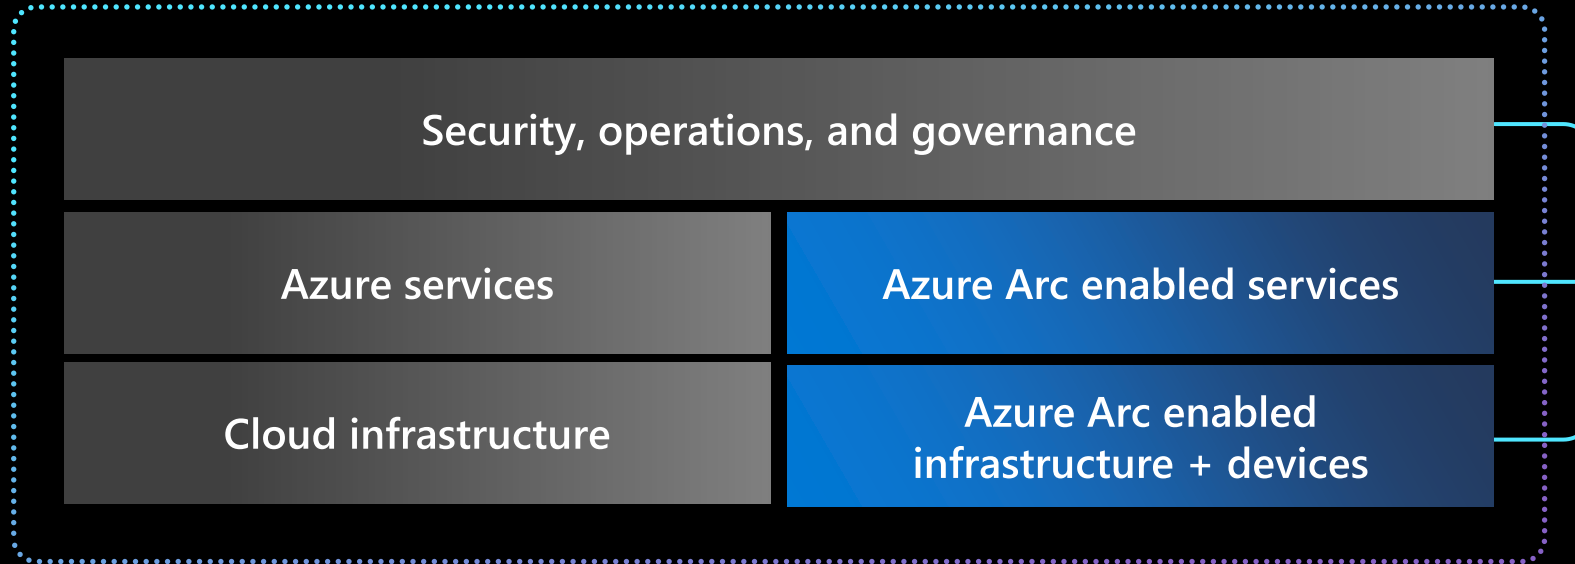 Security, operations, and governance
Azure services
Azure Arc enabled services
Cloud infrastructure
Azure Arc enabled
infrastructure + devices